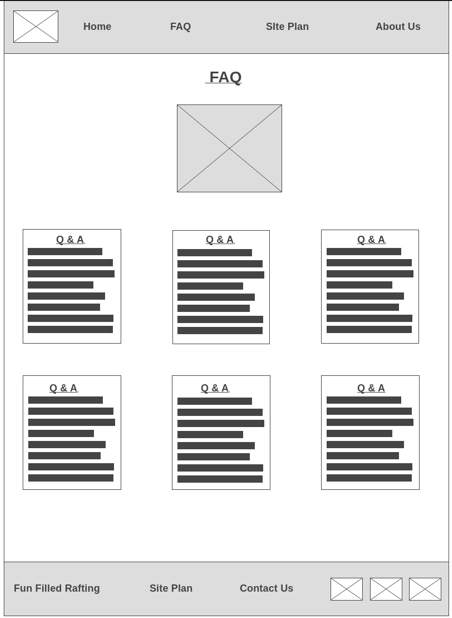 Home FAQ SIte Plan About Us
FAQ
Q & A Q & A Q & A
Q & A Q & A Q & A
Fun Filled Rafting Site Plan Contact Us